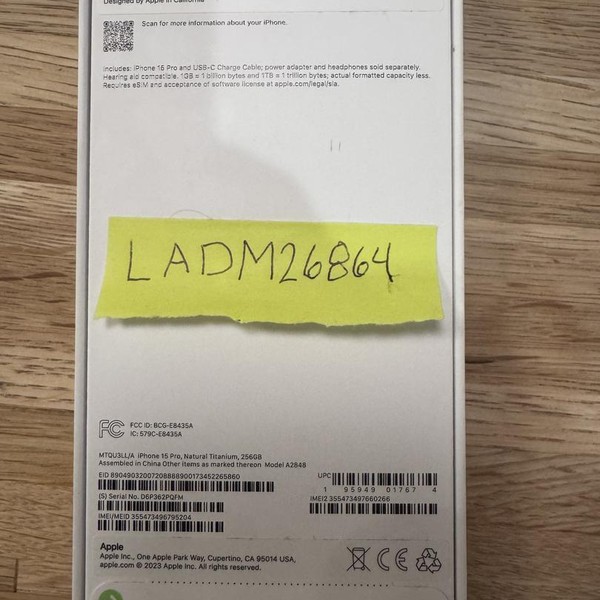 Designed by Apple in California
Scan for more information about your iPhone.
Includes: iPhone 15 Pro and USB-C Charge Cable; power adapter and headphones sold separately.
Hearing aid compatible. 1GB = 1 billion bytes and 1TB = 1 trillion bytes; actual formatted capacity less.
Requires eSIM and acceptance of software license at apple.com/legal/sla.
LADM26864
FC
FCC ID: BCG-E8435A
IC: 579C-E8435A
MTQU3LL/A iPhone 15 Pro, Natural Titanium, 256GB
Assembled in China Other items as marked thereon Model A2848
EID 89049032007208888900173452265860
(S) Serial No. D6P362PQFM
IMEI/MEID 355473496795204
UPC
1 95949 01767 4
IMEI2 355473497660266
Apple
Apple Inc., One Apple Park Way, Cupertino, CA 95014 USA,
apple.com © 2023 Apple Inc. All rights reserved.
CE